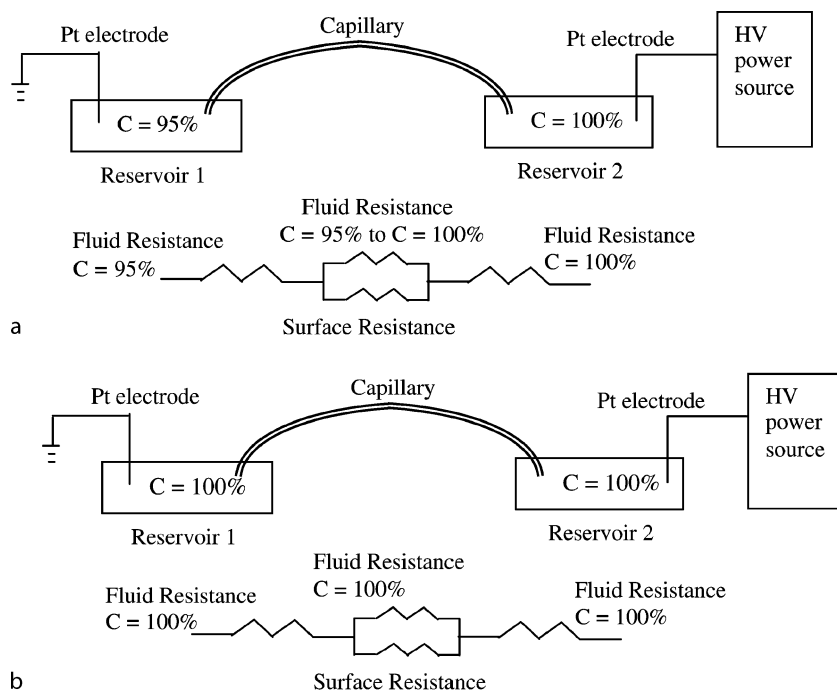 Capillary
Pt electrode
Pt electrode
HV
power
source
C = 95%
C = 100%
Reservoir 1
Reservoir 2
Fluid Resistance
C = 95% to C = 100%
Fluid Resistance
C = 95%
Fluid Resistance
C = 100%
Surface Resistance
a
Capillary
Pt electrode
Pt electrode
HV
power
source
C = 100%
C = 100%
Reservoir 1
Reservoir 2
Fluid Resistance
C = 100%
Fluid Resistance
C = 100%
Fluid Resistance
C = 100%
Surface Resistance
b